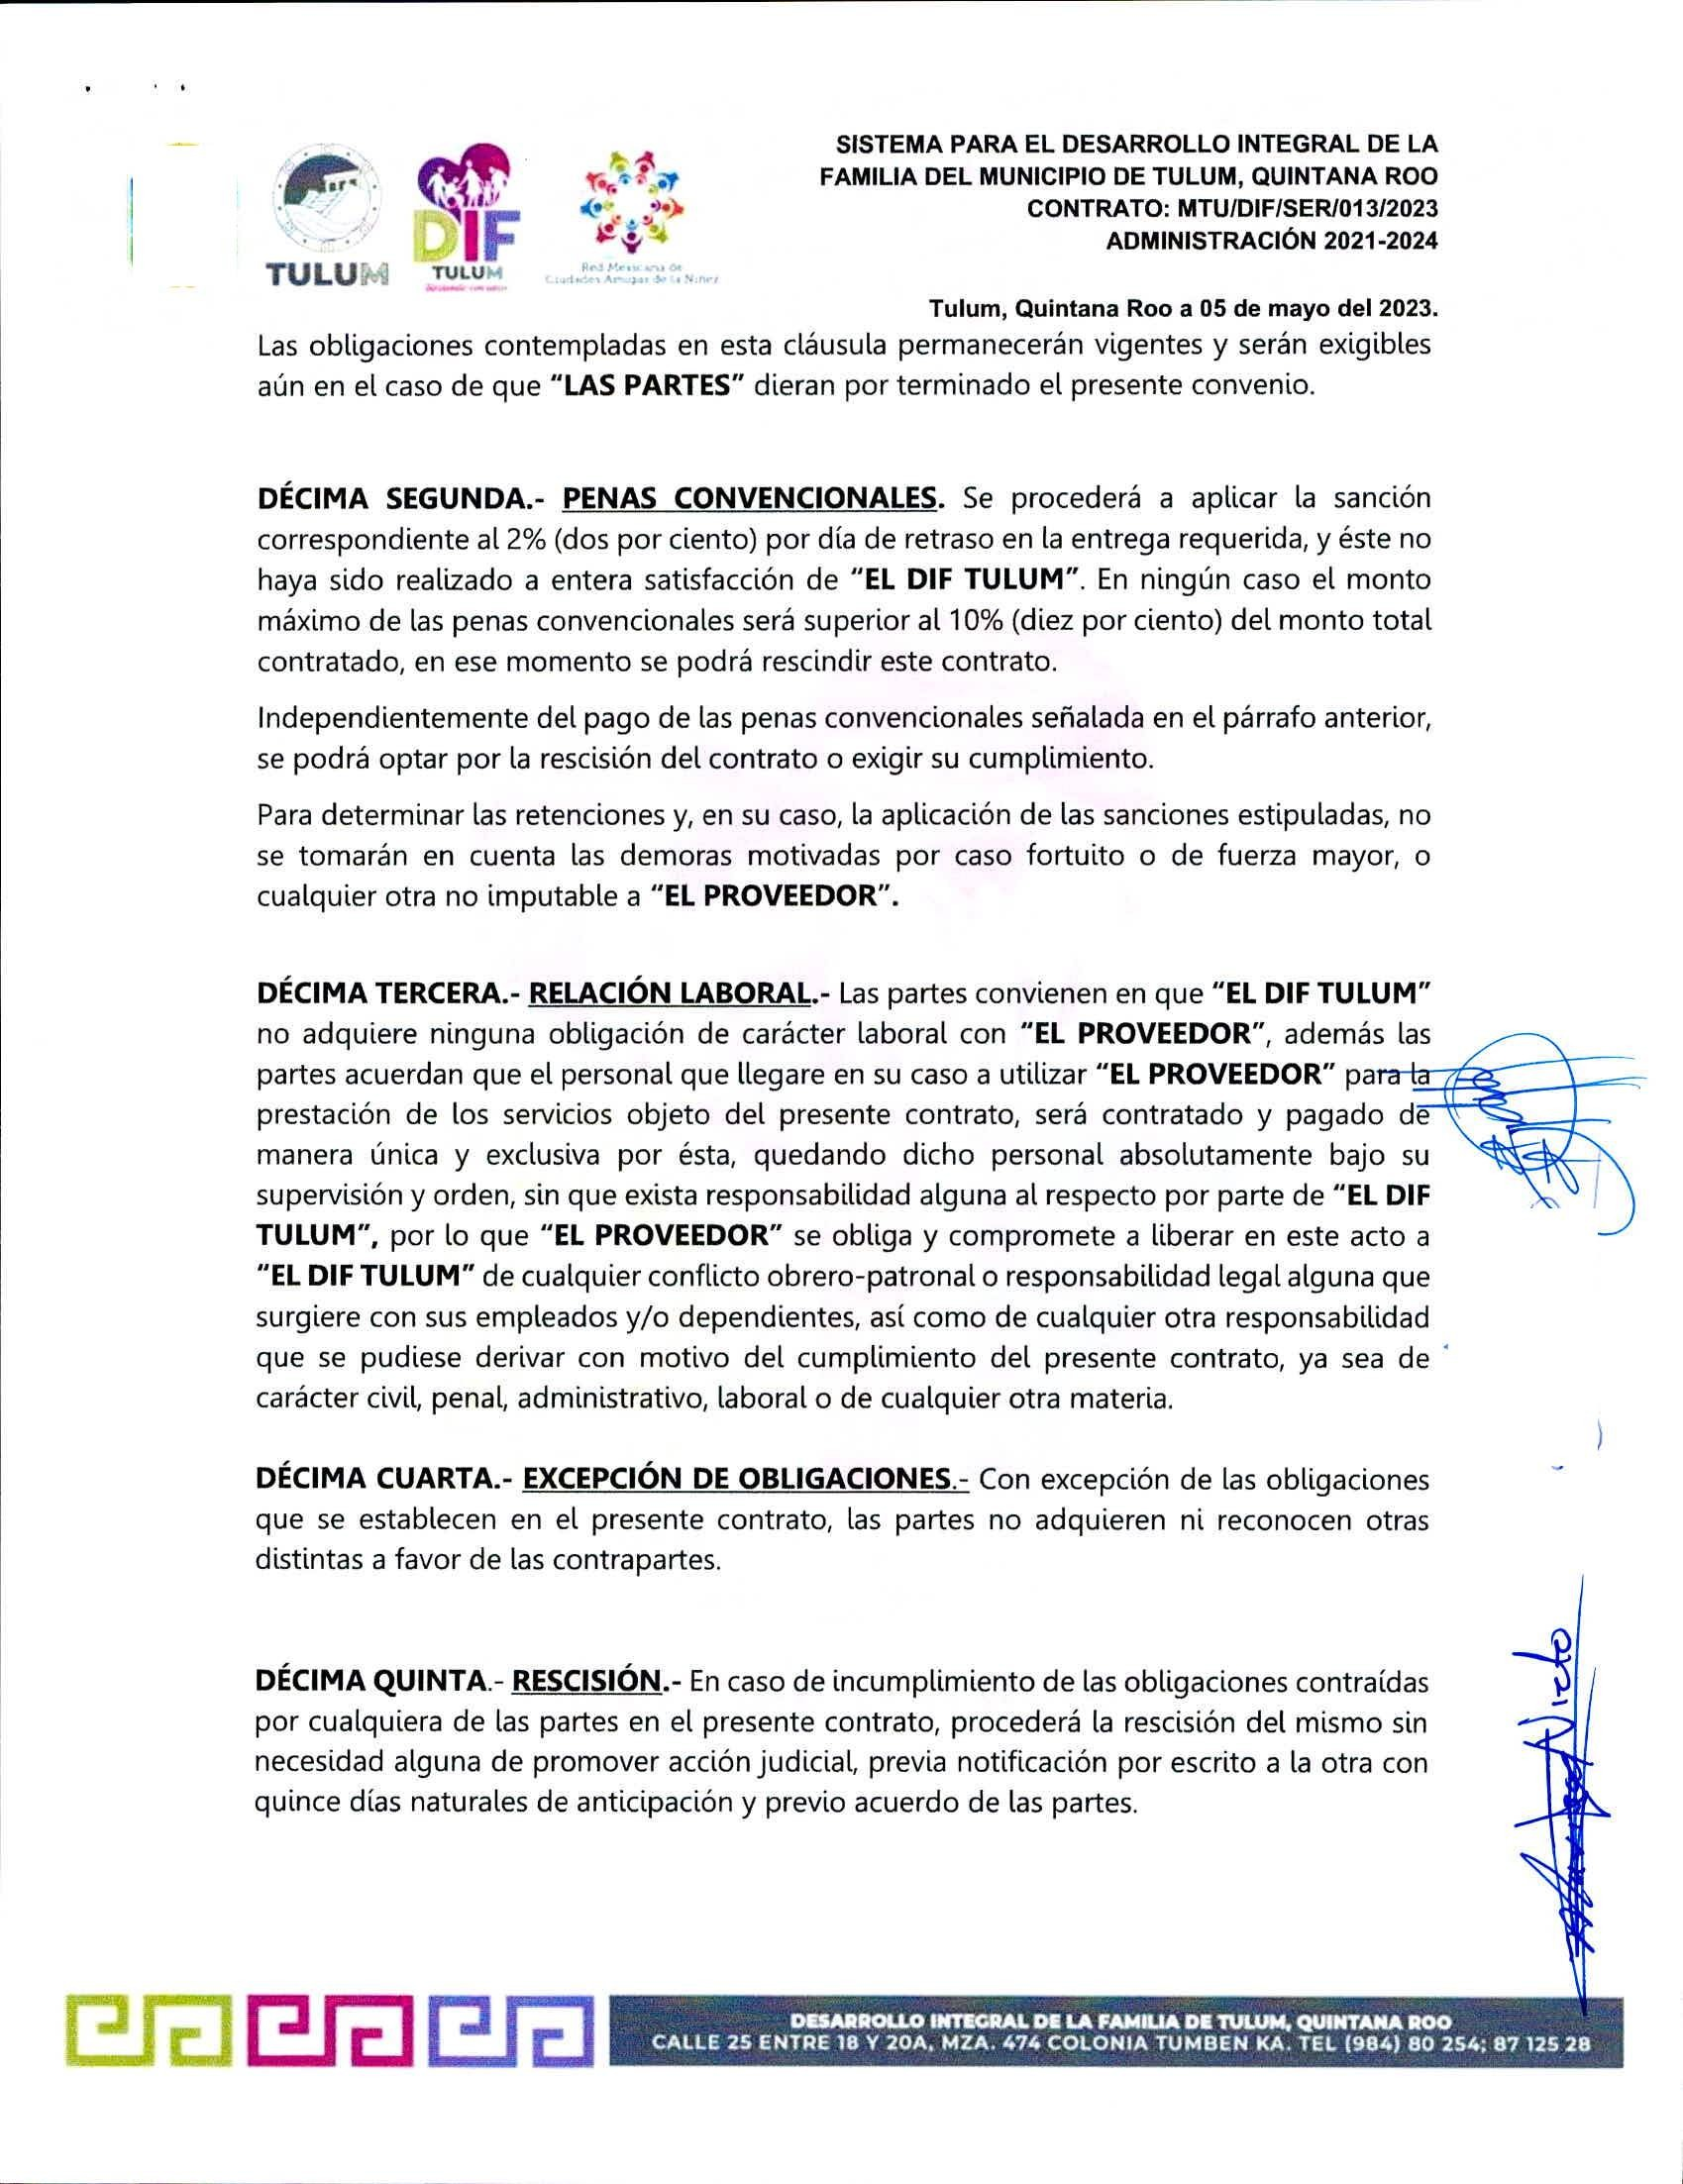 SISTEMA PARA EL DESARROLLO INTEGRAL DE LA
FAMILIA DEL MUNICIPIO DE TULUM, QUINTANA ROO
CONTRATO: MTU/DIF/SER/013/2023
ADMINISTRACIÓN 2021-2024
TULUM
DIF
TULUM
Red Mexicana de
Ciudades Amigas de la Niñez
Tulum, Quintana Roo a 05 de mayo del 2023.
Las obligaciones contempladas en esta cláusula permanecerán vigentes y serán exigibles
aún en el caso de que “LAS PARTES” dieran por terminado el presente convenio.
DÉCIMA SEGUNDA.- PENAS CONVENCIONALES. Se procederá a aplicar la sanción
correspondiente al 2% (dos por ciento) por día de retraso en la entrega requerida, y éste no
haya sido realizado a entera satisfacción de “EL DIF TULUM”. En ningún caso el monto
máximo de las penas convencionales será superior al 10% (diez por ciento) del monto total
contratado, en ese momento se podrá rescindir este contrato.
Independientemente del pago de las penas convencionales señalada en el párrafo anterior,
se podrá optar por la rescisión del contrato o exigir su cumplimiento.
Para determinar las retenciones y, en su caso, la aplicación de las sanciones estipuladas, no
se tomarán en cuenta las demoras motivadas por caso fortuito o de fuerza mayor, o
cualquier otra no imputable a “EL PROVEEDOR”.
DÉCIMA TERCERA.- RELACIÓN LABORAL.- Las partes convienen en que “EL DIF TULUM”
no adquiere ninguna obligación de carácter laboral con “EL PROVEEDOR”, además las
partes acuerdan que el personal que llegare en su caso a utilizar “EL PROVEEDOR” para la
prestación de los servicios objeto del presente contrato, será contratado y pagado de
manera única y exclusiva por ésta, quedando dicho personal absolutamente bajo su
supervisión y orden, sin que exista responsabilidad alguna al respecto por parte de “EL DIF
TULUM”, por lo que “EL PROVEEDOR” se obliga y compromete a liberar en este acto a
“EL DIF TULUM” de cualquier conflicto obrero-patronal o responsabilidad legal alguna que
surgiere con sus empleados y/o dependientes, así como de cualquier otra responsabilidad
que se pudiese derivar con motivo del cumplimiento del presente contrato, ya sea de
carácter civil, penal, administrativo, laboral o de cualquier otra materia.
DÉCIMA CUARTA.- EXCEPCIÓN DE OBLIGACIONES.- Con excepción de las obligaciones
que se establecen en el presente contrato, las partes no adquieren ni reconocen otras
distintas a favor de las contrapartes.
DÉCIMA QUINTA.- RESCISIÓN.- En caso de incumplimiento de las obligaciones contraídas
por cualquiera de las partes en el presente contrato, procederá la rescisión del mismo sin
necesidad alguna de promover acción judicial, previa notificación por escrito a la otra con
quince días naturales de anticipación y previo acuerdo de las partes.
Nieto
DESARROLLO INTEGRAL DE LA FAMILIA DE TULUM, QUINTANA ROO
CALLE 25 ENTRE 18 Y 20A, MZA. 474 COLONIA TUMBEN KA. TEL (984) 80 254; 87 125 28